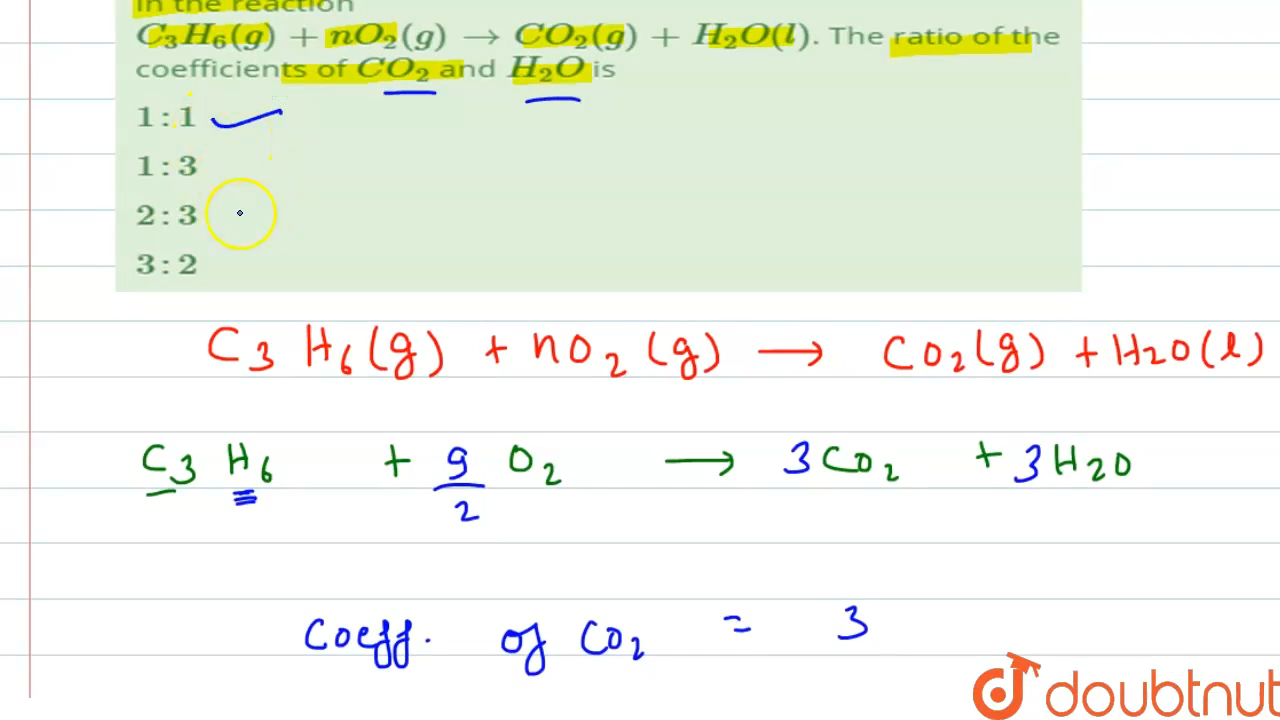 In the reaction
C₃H₆(g) + nO₂(g) → CO₂(g) + H₂O(l). The ratio of the
coefficients of CO₂ and H₂O is
1 : 1
1 : 3
2 : 3
3 : 2
C₃ H₆(g) + nO₂(g) → CO₂(g) + H₂O(l)
C₃ H₆ + 9/2 O₂ → 3CO₂ + 3H₂O
Coeff. of CO₂ = 3
doubtnut